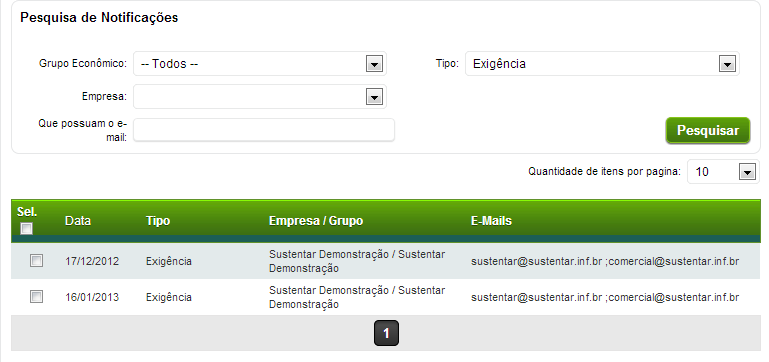 Pesquisa de Notificações
Grupo Econômico: -- Todos -- Tipo: Exigência
Empresa:
Que possuam o e-
mail:
Pesquisar
Quantidade de itens por pagina: 10
Sel. Data Tipo Empresa / Grupo E-Mails
17/12/2012 Exigência Sustentar Demonstração / Sustentar
Demonstração sustentar@sustentar.inf.br ;comercial@sustentar.inf.br
16/01/2013 Exigência Sustentar Demonstração / Sustentar
Demonstração sustentar@sustentar.inf.br ;comercial@sustentar.inf.br
1